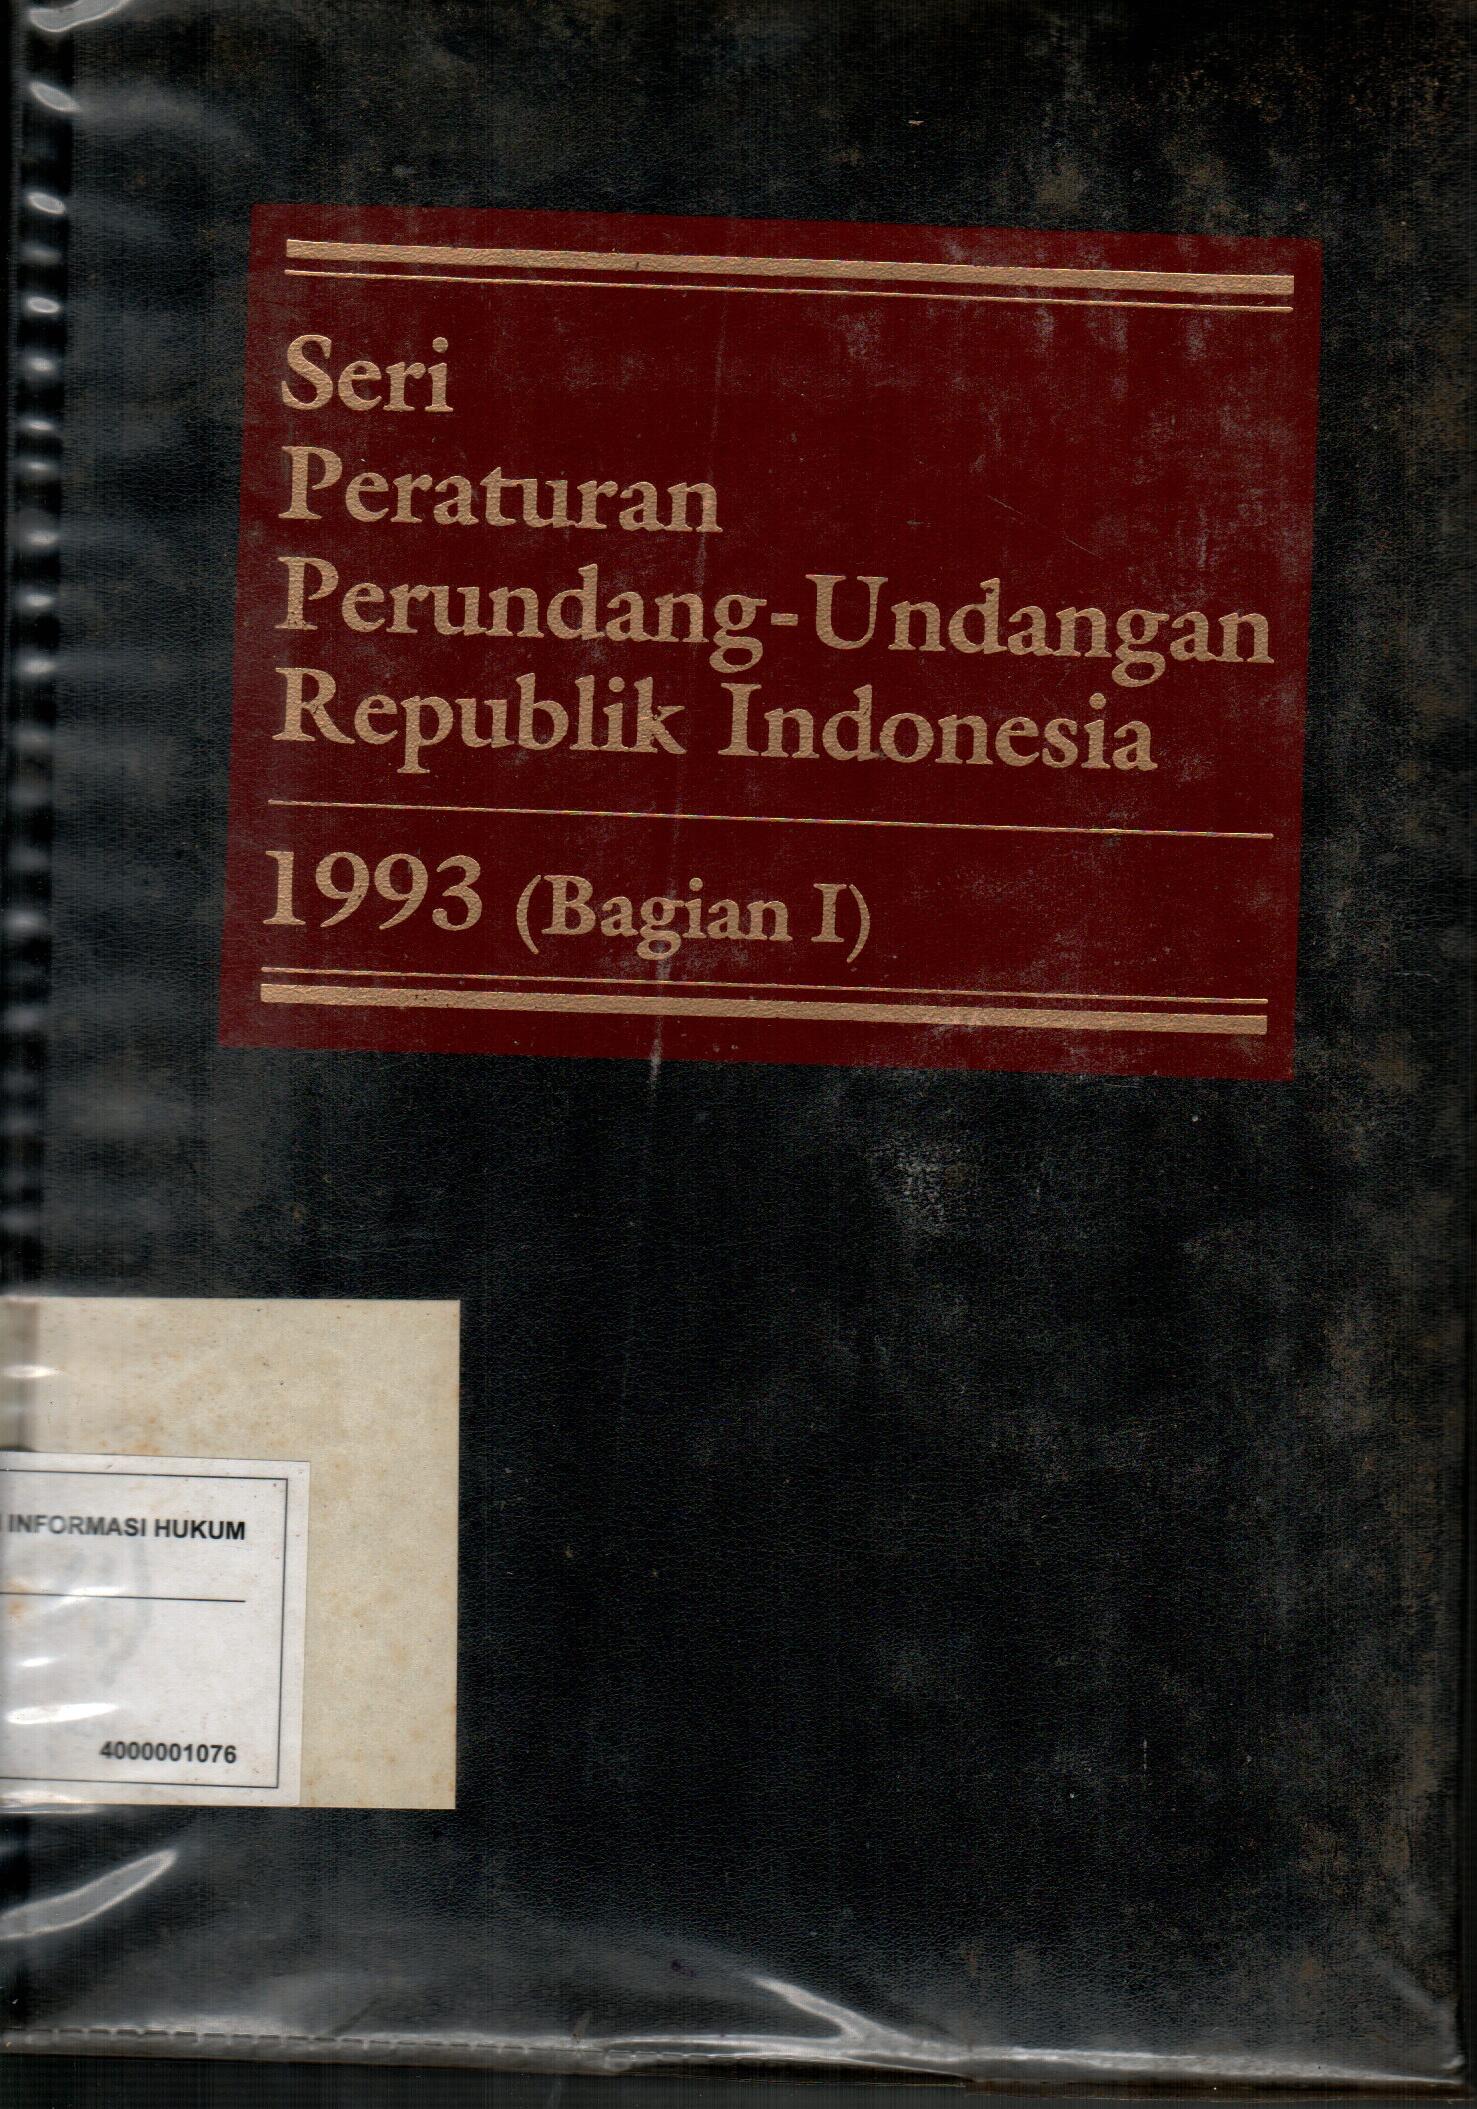 Seri
Peraturan
Perundang-Undangan
Republik Indonesia
1993 (Bagian I)
INFORMASI HUKUM
4000001076